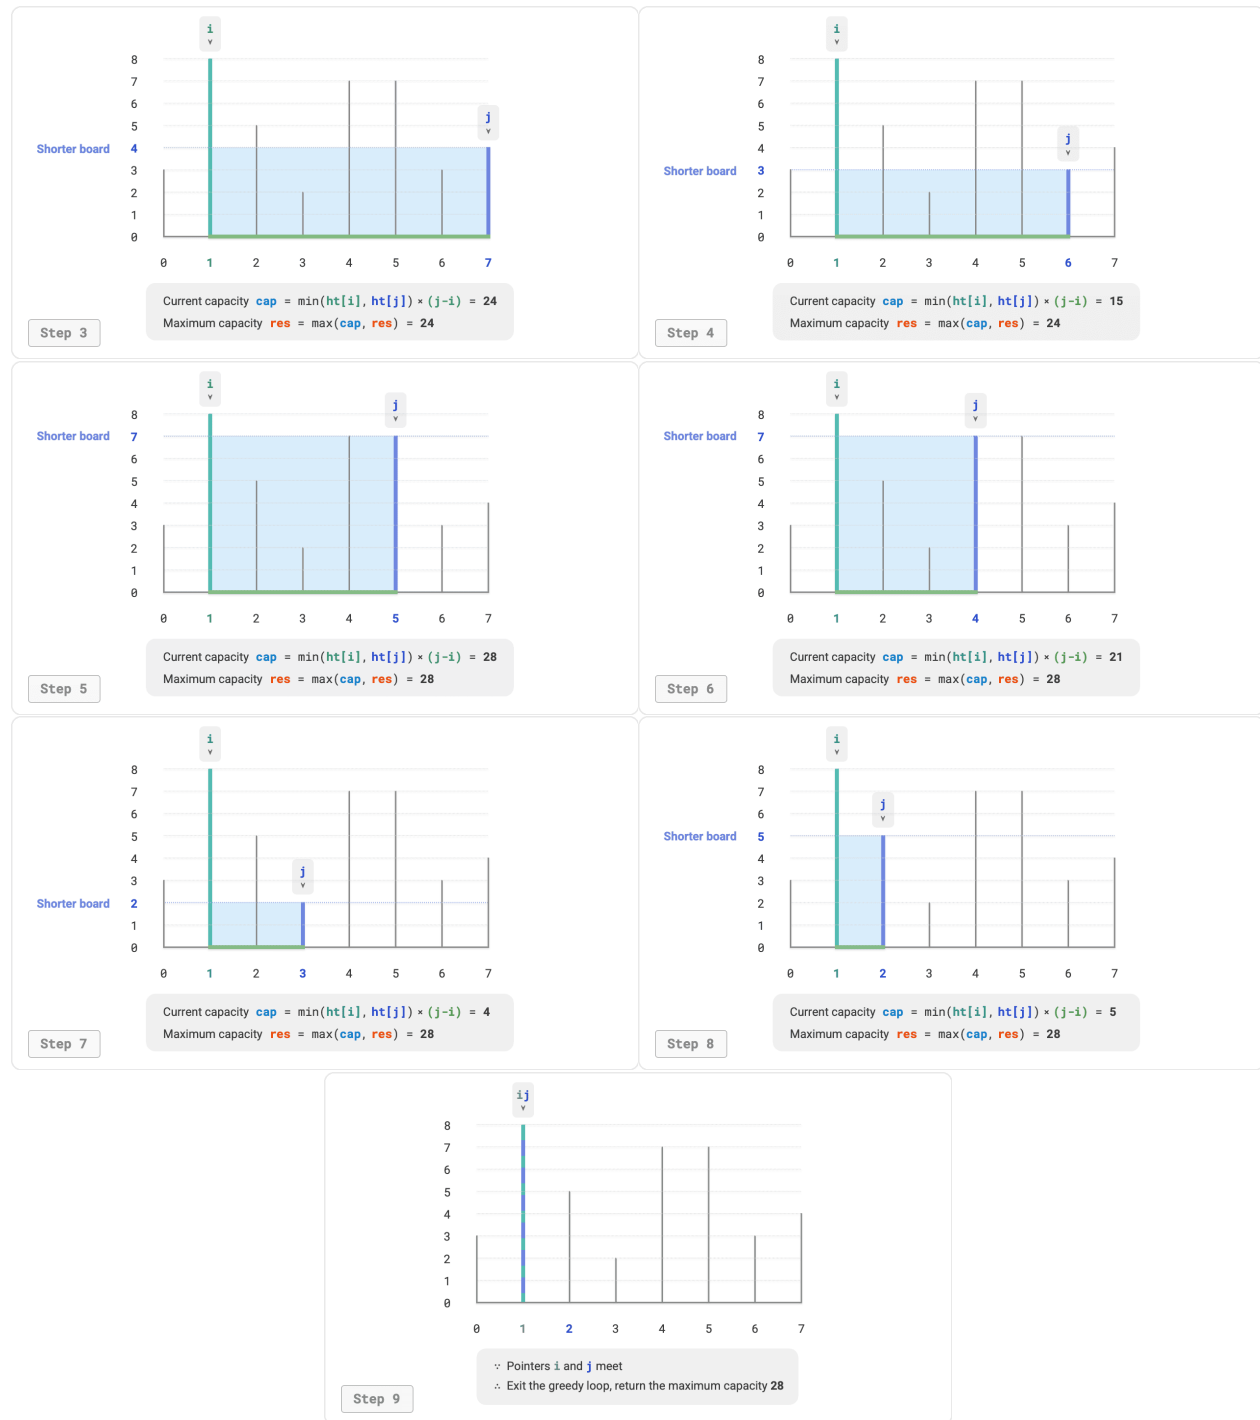 i
8
7
6
j
5
Shorter board 4
3
2
1
0
0 1 2 3 4 5 6 7
Current capacity cap = min(ht[i], ht[j]) × (j-i) = 24
Maximum capacity res = max(cap, res) = 24
Step 3
i
8
7
6
5
j
4
Shorter board 3
2
1
0
0 1 2 3 4 5 6 7
Current capacity cap = min(ht[i], ht[j]) × (j-i) = 15
Maximum capacity res = max(cap, res) = 24
Step 4
i
j
8
Shorter board 7
6
5
4
3
2
1
0
0 1 2 3 4 5 6 7
Current capacity cap = min(ht[i], ht[j]) × (j-i) = 28
Maximum capacity res = max(cap, res) = 28
Step 5
i
j
8
Shorter board 7
6
5
4
3
2
1
0
0 1 2 3 4 5 6 7
Current capacity cap = min(ht[i], ht[j]) × (j-i) = 21
Maximum capacity res = max(cap, res) = 28
Step 6
i
8
7
6
5
4
j
3
Shorter board 2
1
0
0 1 2 3 4 5 6 7
Current capacity cap = min(ht[i], ht[j]) × (j-i) = 4
Maximum capacity res = max(cap, res) = 28
Step 7
i
8
7
j
6
Shorter board 5
4
3
2
1
0
0 1 2 3 4 5 6 7
Current capacity cap = min(ht[i], ht[j]) × (j-i) = 5
Maximum capacity res = max(cap, res) = 28
Step 8
ij
8
7
6
5
4
3
2
1
0
0 1 2 3 4 5 6 7
∵ Pointers i and j meet
∴ Exit the greedy loop, return the maximum capacity 28
Step 9